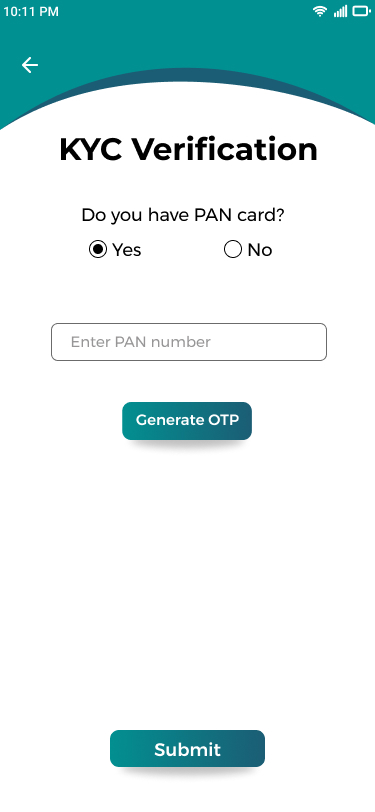 10:11 PM
KYC Verification
Do you have PAN card?
Yes No
Enter PAN number
Generate OTP
Submit